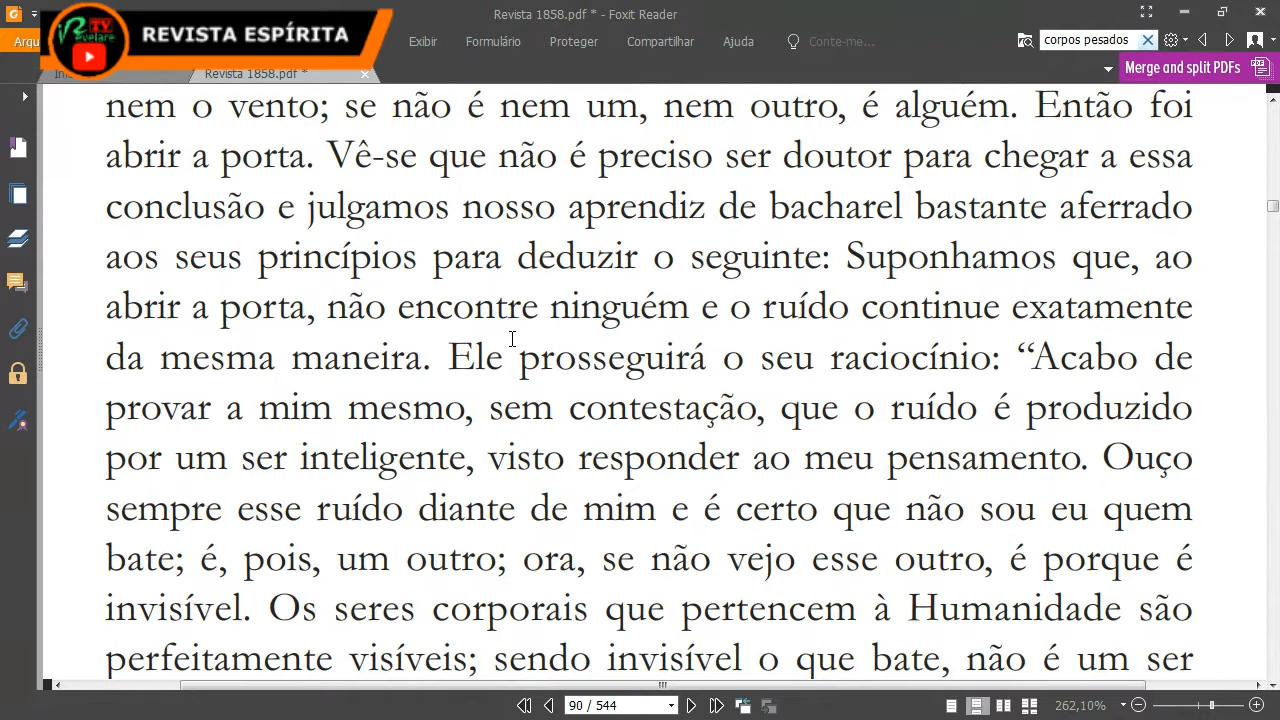 Revista 1858.pdf * - Foxit Reader
TV
REVISTA ESPÍRITA
Arqu
Exibir
Formulário
Proteger
Compartilhar
Ajuda
Conte-me...
corpos pesados
Revista 1858.pdf *
Merge and split PDFs
nem o vento; se não é nem um, nem outro, é alguém. Então foi
abrir a porta. Vê-se que não é preciso ser doutor para chegar a essa
conclusão e julgamos nosso aprendiz de bacharel bastante aferrado
aos seus princípios para deduzir o seguinte: Suponhamos que, ao
abrir a porta, não encontre ninguém e o ruído continue exatamente
da mesma maneira. Ele prosseguirá o seu raciocínio: “Acabo de
provar a mim mesmo, sem contestação, que o ruído é produzido
por um ser inteligente, visto responder ao meu pensamento. Ouço
sempre esse ruído diante de mim e é certo que não sou eu quem
bate; é, pois, um outro; ora, se não vejo esse outro, é porque é
invisível. Os seres corporais que pertencem à Humanidade são
perfeitamente visíveis; sendo invisível o que bate, não é um ser
90 / 544
262,10%